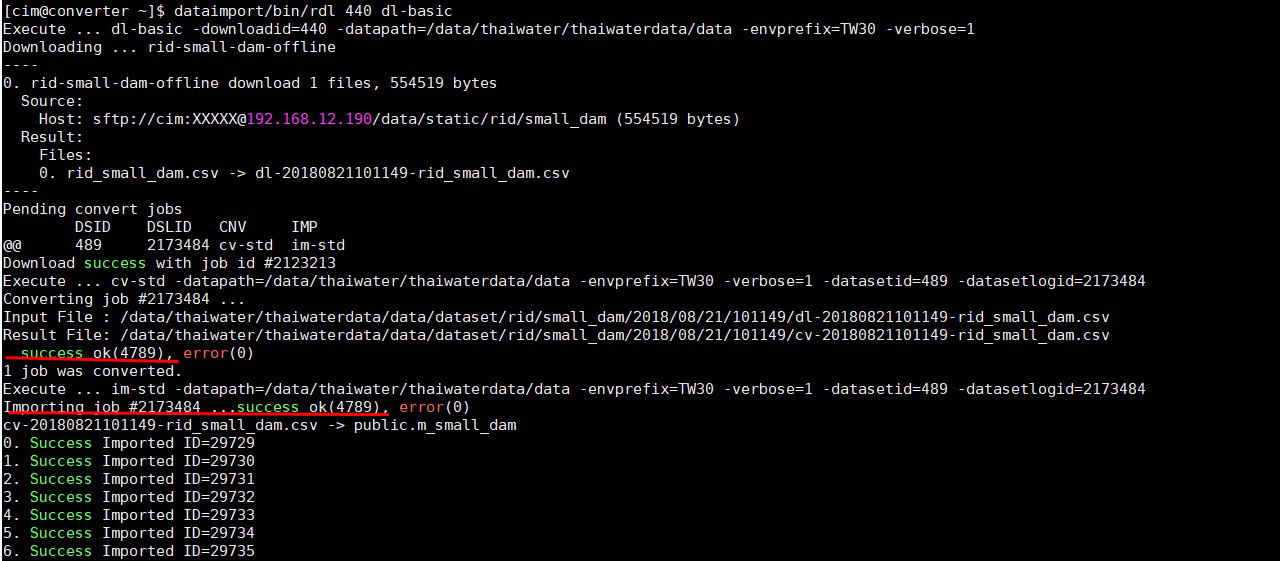 [cim@converter ~]$ dataimport/bin/rdl 440 dl-basic
Execute ... dl-basic -downloadid=440 -datapath=/data/thaiwater/thaiwaterdata/data -envprefix=TW30 -verbose=1
Downloading ... rid-small-dam-offline
----
0. rid-small-dam-offline download 1 files, 554519 bytes
  Source:
    Host: sftp://cim:XXXXX@192.168.12.190/data/static/rid/small_dam (554519 bytes)
  Result:
    Files:
    0. rid_small_dam.csv -> dl-20180821101149-rid_small_dam.csv
----
Pending convert jobs
        DSID    DSLID   CNV     IMP
@@      489     2173484 cv-std  im-std
Download success with job id #2123213
Execute ... cv-std -datapath=/data/thaiwater/thaiwaterdata/data -envprefix=TW30 -verbose=1 -datasetid=489 -datasetlogid=2173484
Converting job #2173484 ...
Input File : /data/thaiwater/thaiwaterdata/data/dataset/rid/small_dam/2018/08/21/101149/dl-20180821101149-rid_small_dam.csv
Result File: /data/thaiwater/thaiwaterdata/data/dataset/rid/small_dam/2018/08/21/101149/cv-20180821101149-rid_small_dam.csv
  success ok(4789), error(0)
1 job was converted.
Execute ... im-std -datapath=/data/thaiwater/thaiwaterdata/data -envprefix=TW30 -verbose=1 -datasetid=489 -datasetlogid=2173484
Importing job #2173484 ...success ok(4789), error(0)
cv-20180821101149-rid_small_dam.csv -> public.m_small_dam
0. Success Imported ID=29729
1. Success Imported ID=29730
2. Success Imported ID=29731
3. Success Imported ID=29732
4. Success Imported ID=29733
5. Success Imported ID=29734
6. Success Imported ID=29735